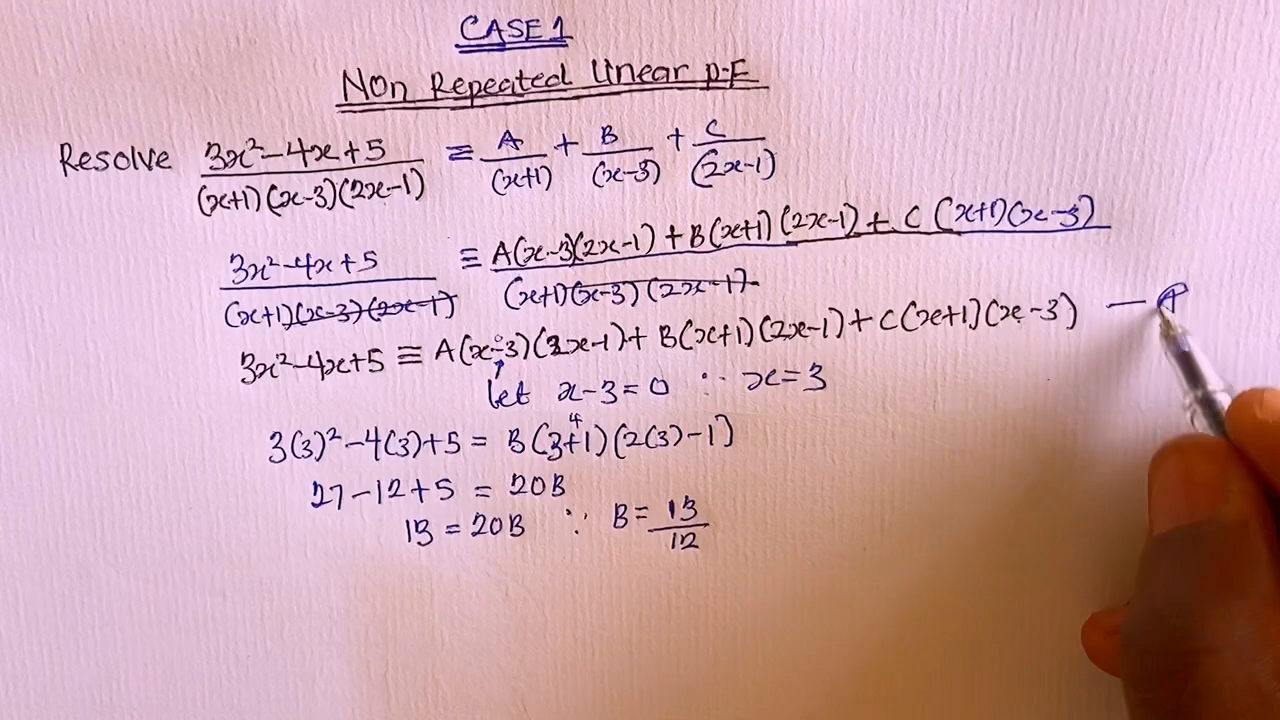 CASE 1
Non Repeated Linear P.F
Resolve 3x²-4x+5/(x+1)(x-3)(2x-1) ≡ A/(x+1) + B/(x-3) + C/(2x-1)
3x²-4x+5/(x+1)(x-3)(2x-1) ≡ A(x-3)(2x-1)+B(x+1)(2x-1)+C(x+1)(x-3)/(x+1)(x-3)(2x-1)
3x²-4x+5 ≡ A(x-3)(2x-1)+B(x+1)(2x-1)+C(x+1)(x-3) —
let x-3=0 ∴ x=3
3(3)²-4(3)+5 = B(3+1)(2(3)-1)
4
27-12+5 = 20B
13 = 20B ∵ B=13/12